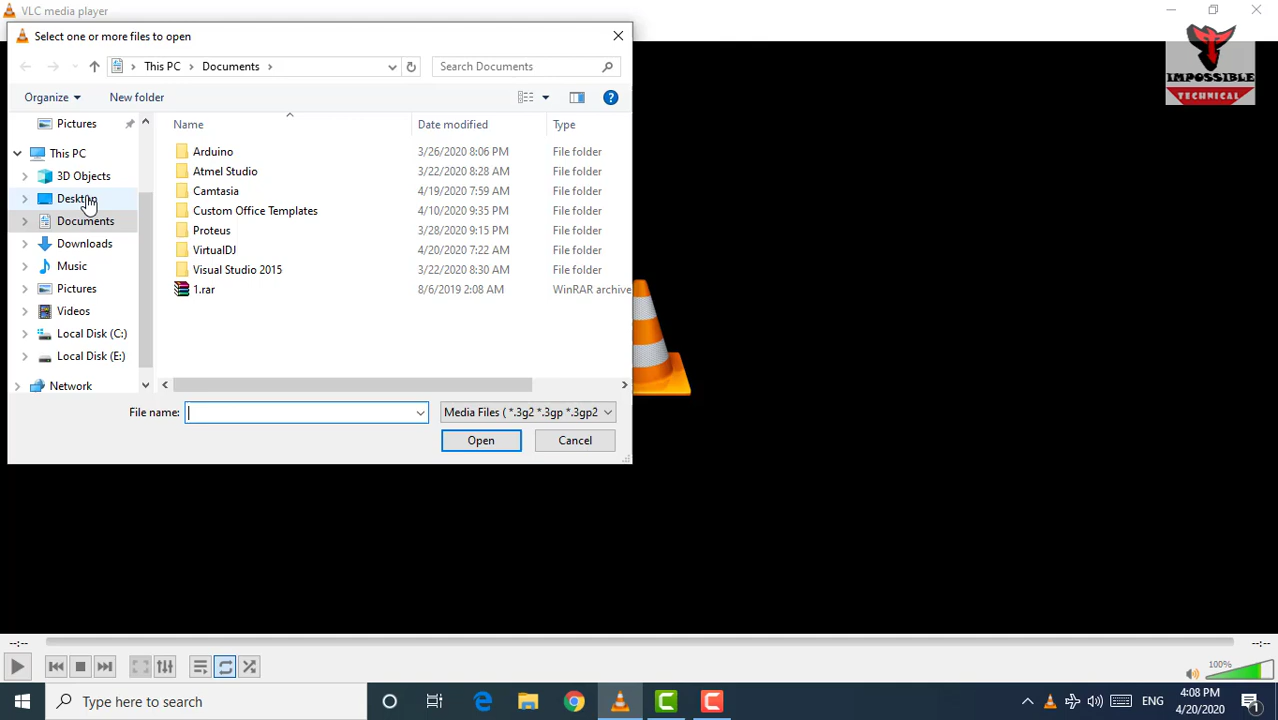 VLC media player
Select one or more files to open
This PC
Documents
Search Documents
Organize
New folder
IMPOSSIBLE
TECHNICAL
Name
Date modified
Type
Pictures
This PC
3D Objects
Desktop
Documents
Downloads
Music
Pictures
Videos
Local Disk (C:)
Local Disk (E:)
Network
Arduino 3/26/2020 8:06 PM File folder
Atmel Studio 3/22/2020 8:28 AM File folder
Camtasia 4/19/2020 7:59 AM File folder
Custom Office Templates 4/10/2020 9:35 PM File folder
Proteus 3/28/2020 9:15 PM File folder
VirtualDJ 4/20/2020 7:22 AM File folder
Visual Studio 2015 3/22/2020 8:30 AM File folder
1.rar 8/6/2019 2:08 AM WinRAR archive
File name:
Media Files ( *.3g2 *.3gp *.3gp2
Open
Cancel
--:--
--:--
100%
Type here to search
ENG
4:08 PM
4/20/2020
1